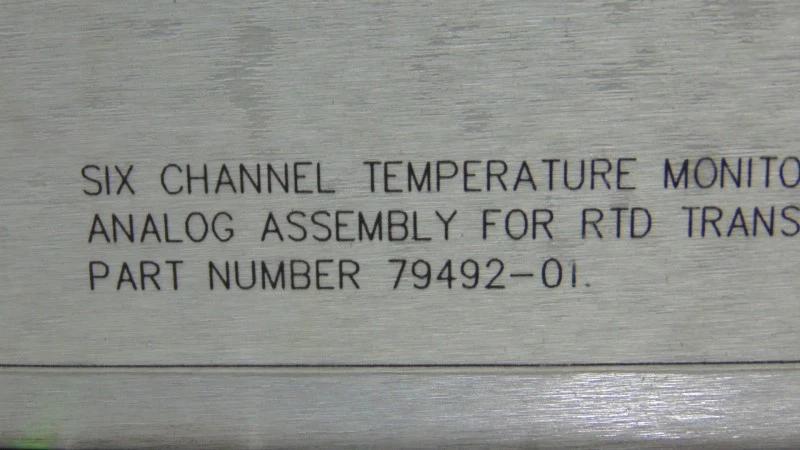 SIX CHANNEL TEMPERATURE MONITO
ANALOG ASSEMBLY FOR RTD TRANS
PART NUMBER 79492-01.